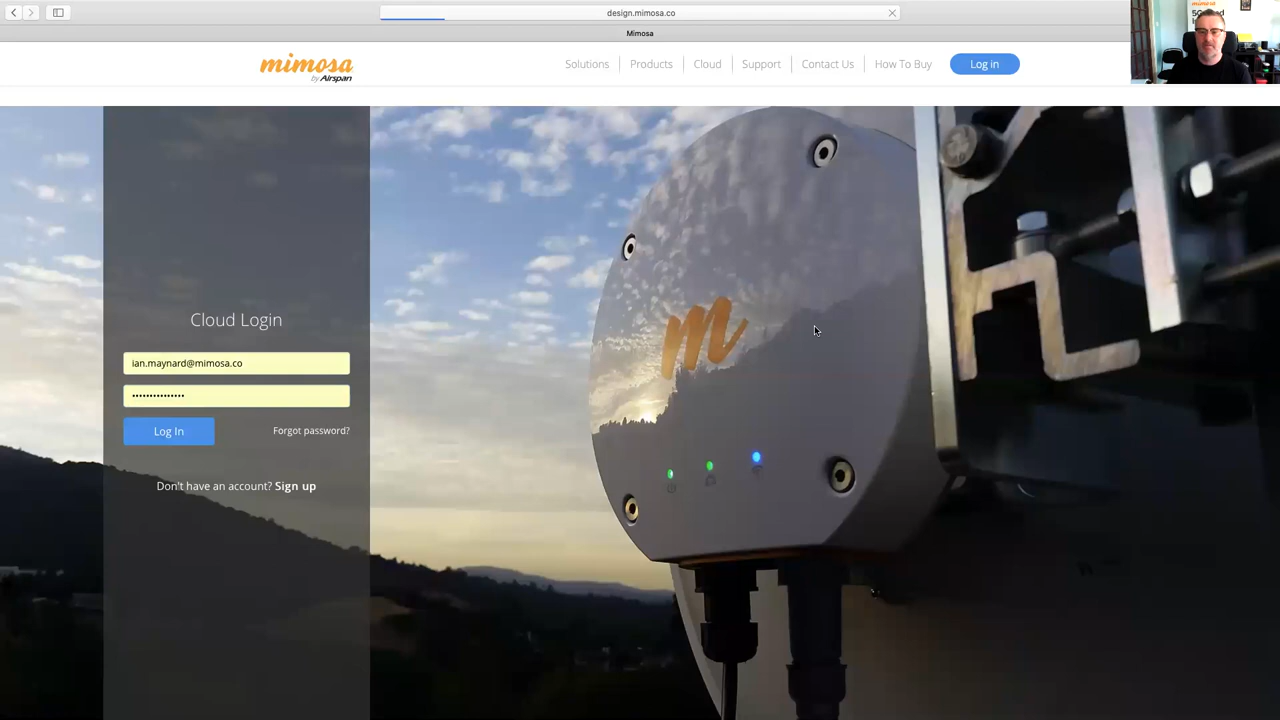 design.mimosa.co
Mimosa
mimosa
by Airspan
Solutions
Products
Cloud
Support
Contact Us
How To Buy
Log in
mimosa
m
Cloud Login
ian.maynard@mimosa.co
•••••••••••••••
Log In
Forgot password?
Don't have an account? Sign up